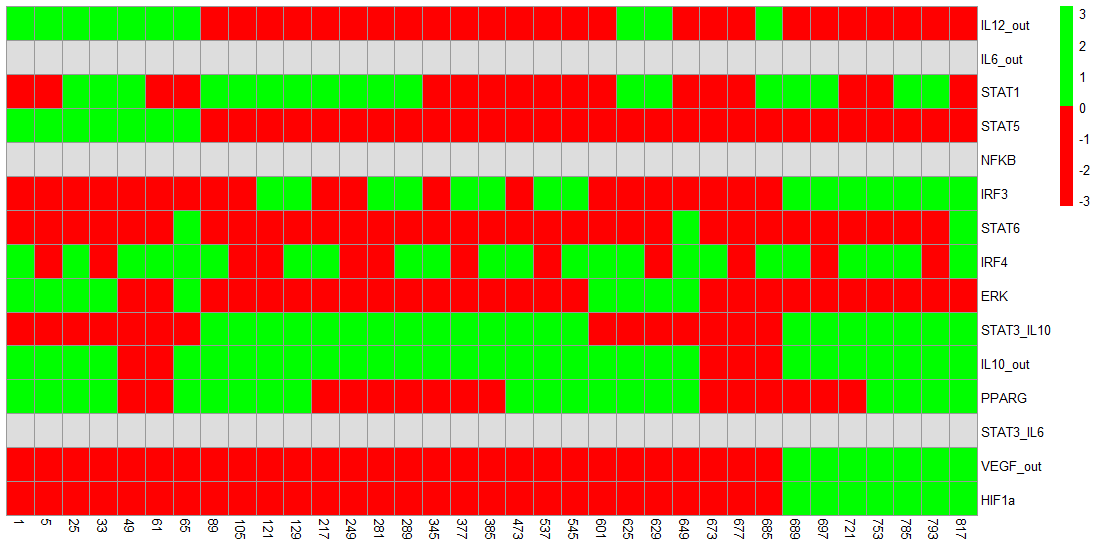 IL12_out
IL6_out
STAT1
STAT5
NFKB
IRF3
STAT6
IRF4
ERK
STAT3_IL10
IL10_out
PPARG
STAT3_IL6
VEGF_out
HIF1a
3
2
1
0
-1
-2
-3
1 5 25 33 49 61 65 89 105 121 129 217 249 281 289 345 377 385 473 537 545 601 625 629 649 673 677 685 689 697 721 753 785 793 817